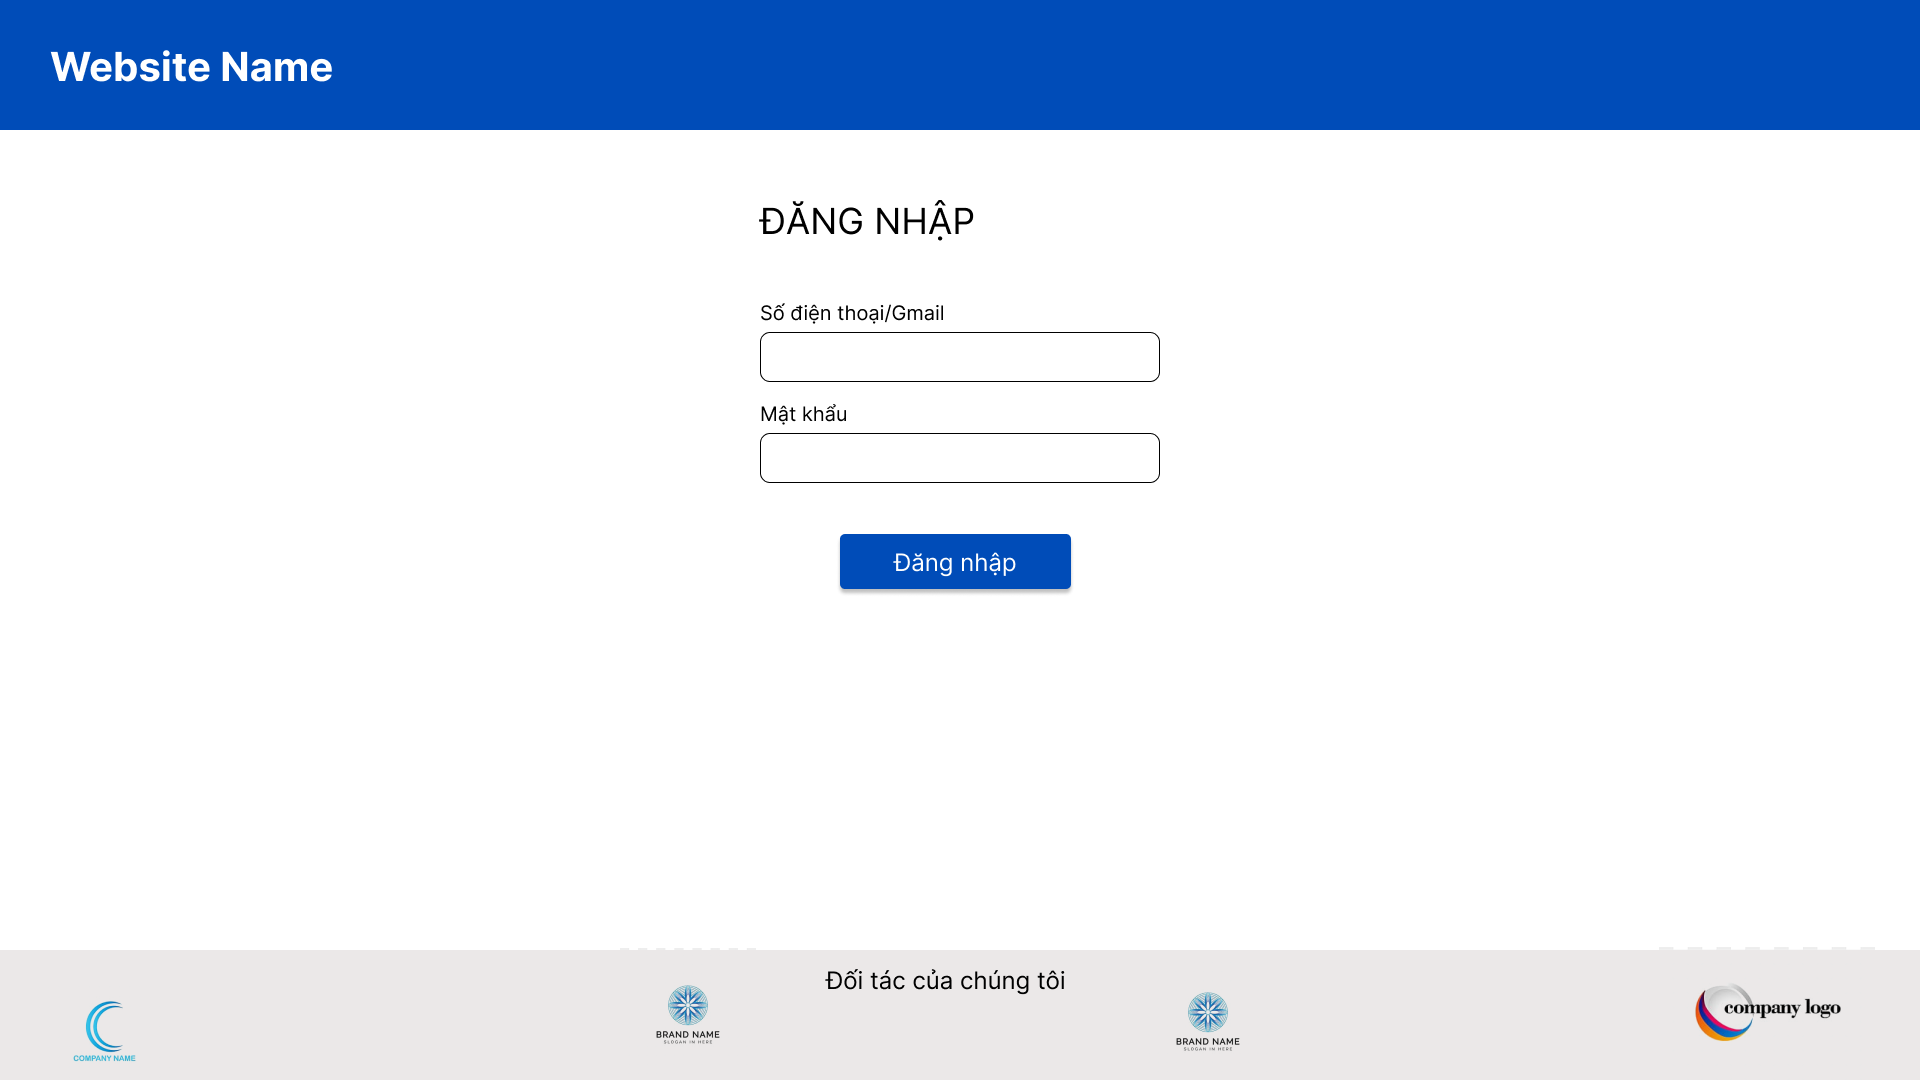 Website Name
ĐĂNG NHẬP
Số điện thoại/Gmail
Mật khẩu
Đăng nhập
Đối tác của chúng tôi
COMPANY NAME
BRAND NAME
SLOGAN IN HERE
BRAND NAME
SLOGAN IN HERE
company logo